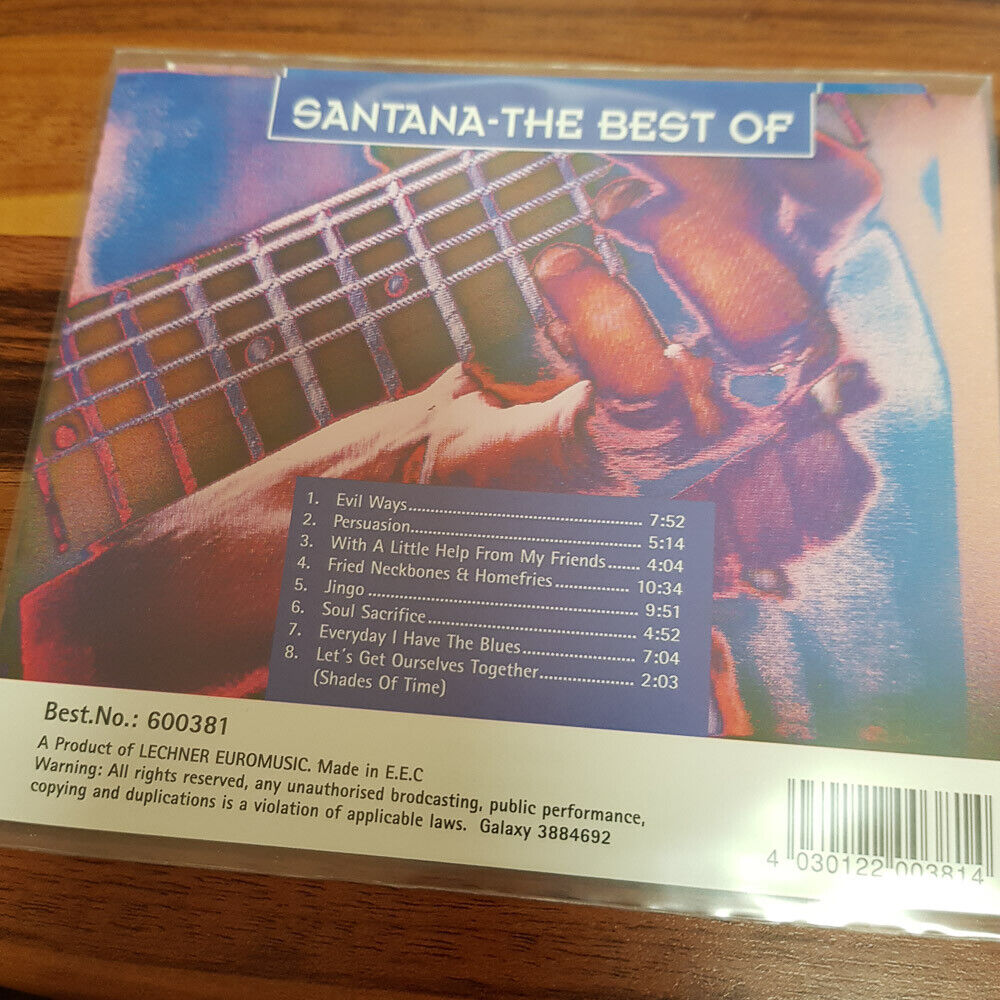 SANTANA-THE BEST OF
1. Evil Ways........ 7:52
2. Persuasion........ 5:14
3. With A Little Help From My Friends....... 4:04
4. Fried Neckbones & Homefries........ 10:34
5. Jingo........ 9:51
6. Soul Sacrifice........ 4:52
7. Everyday I Have The Blues........ 7:04
8. Let's Get Ourselves Together........ 2:03
(Shades Of Time)
Best.No.: 600381
A Product of LECHNER EUROMUSIC. Made in E.E.C
Warning: All rights reserved, any unauthorised brodcasting, public performance,
copying and duplications is a violation of applicable laws. Galaxy 3884692
4 030122 003814